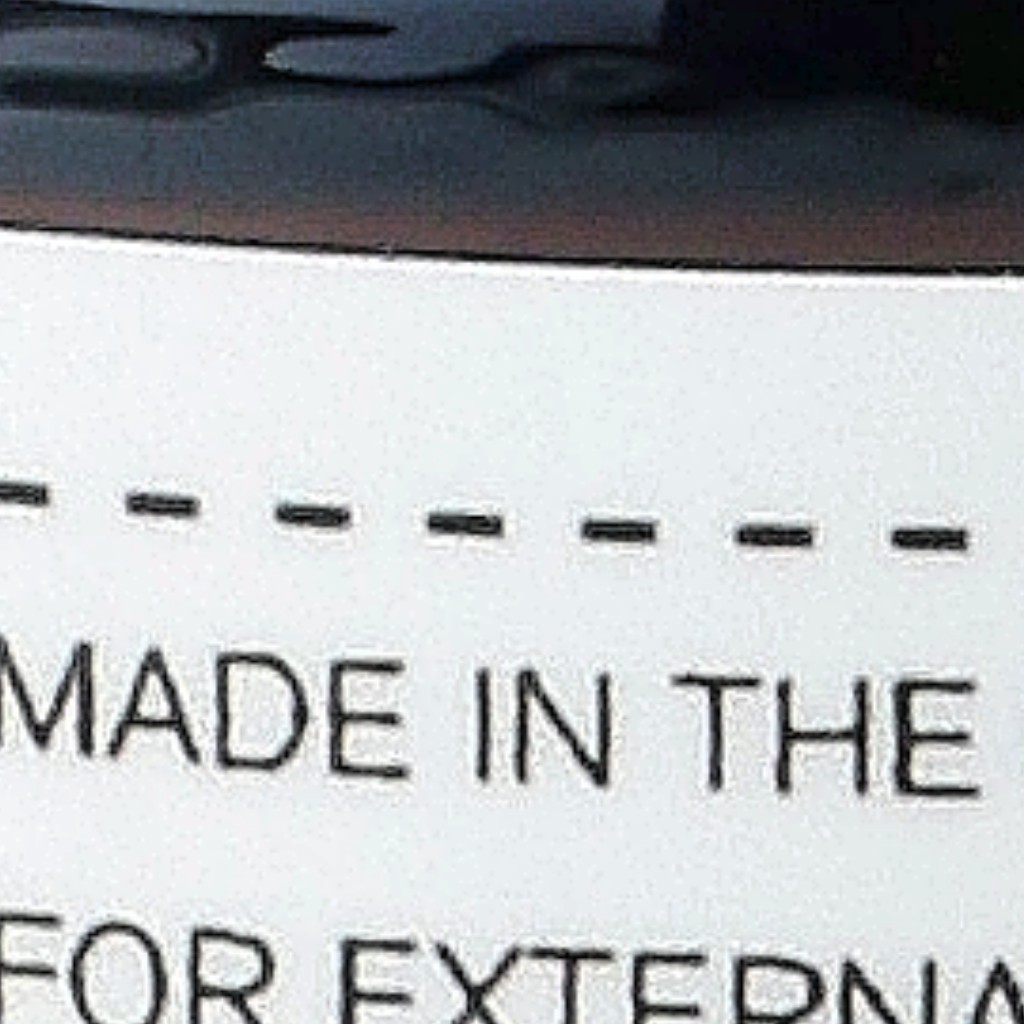 - - - - - - -
MADE IN THE
FOR EXTERNA